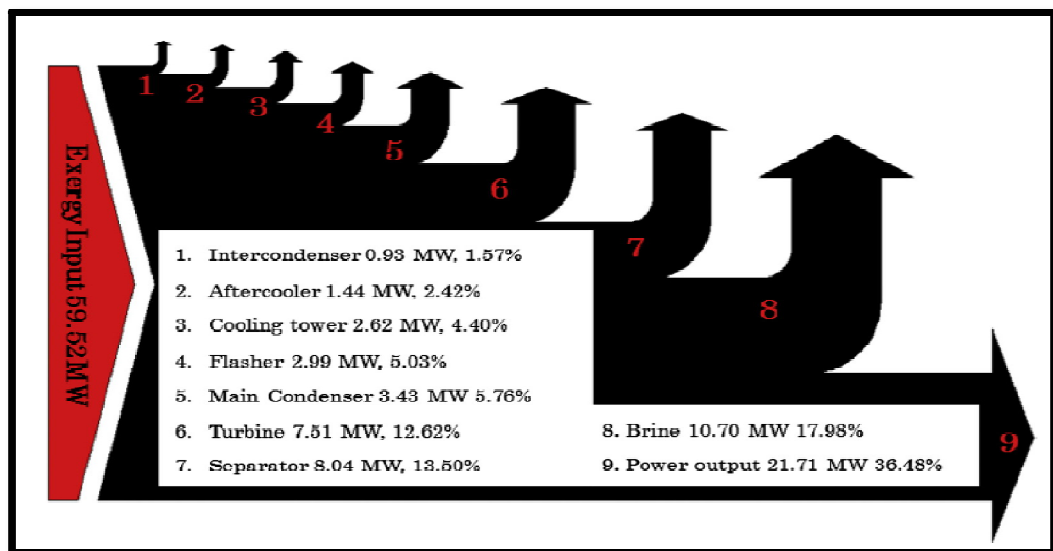 Exergy Input 59.52MW
1
2
3
4
5
6
7
8
9
1. Intercondenser 0.93 MW, 1.57%
2. Aftercooler 1.44 MW, 2.42%
3. Cooling tower 2.62 MW, 4.40%
4. Flasher 2.99 MW, 5.03%
5. Main Condenser 3.43 MW 5.76%
6. Turbine 7.51 MW, 12.62%
7. Separator 8.04 MW, 13.50%
8. Brine 10.70 MW 17.98%
9. Power output 21.71 MW 36.48%